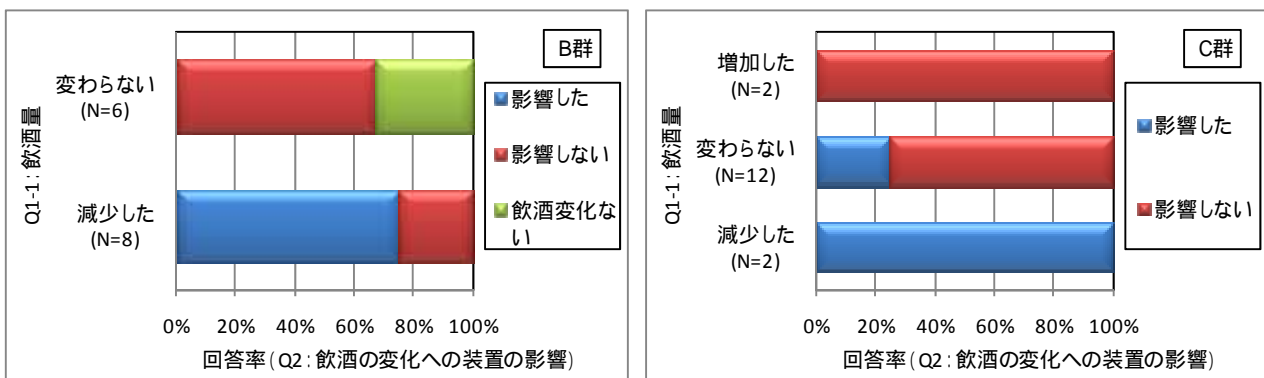 B群
Q1-1：飲酒量
変わらない
(N=6)
減少した
(N=8)
影響した
影響しない
飲酒変化な
い
0% 20% 40% 60% 80% 100%
回答率(Q2：飲酒の変化への装置の影響)
C群
Q1-1：飲酒量
増加した
(N=2)
変わらない
(N=12)
減少した
(N=2)
影響した
影響しない
0% 20% 40% 60% 80% 100%
回答率(Q2：飲酒の変化への装置の影響)